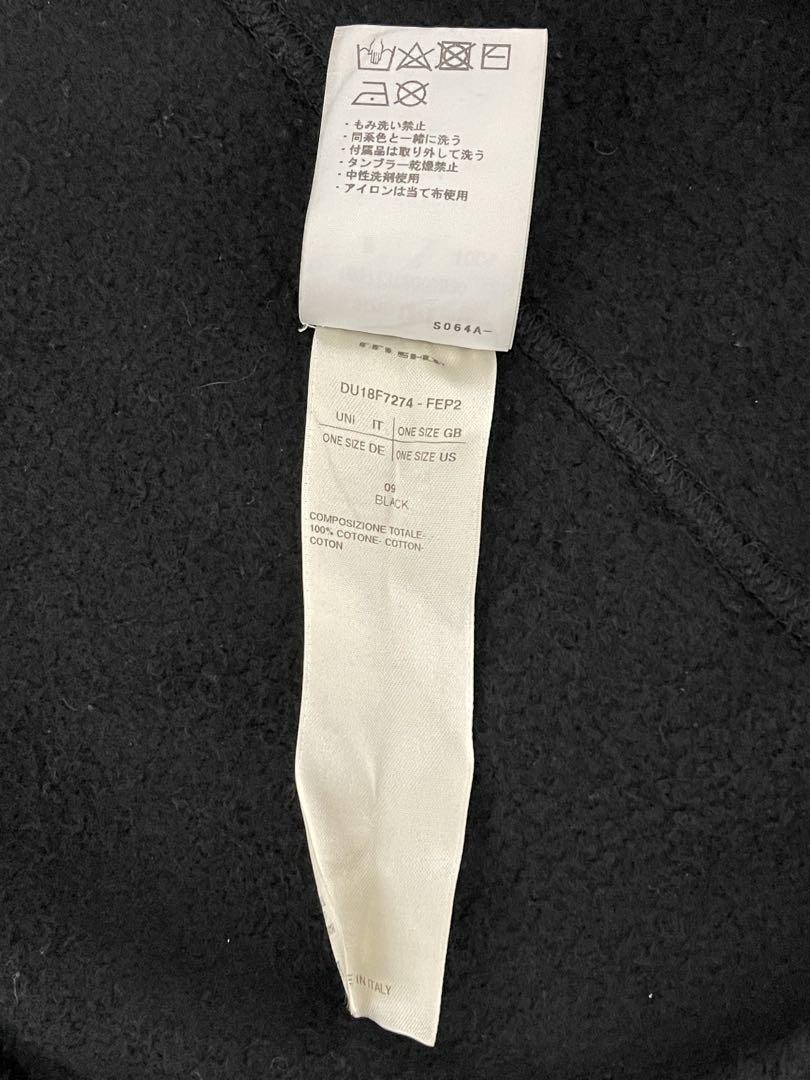 ・もみ洗い禁止
・同系色と一緒に洗う
・付属品は取り外して洗う
・タンブラー乾燥禁止
・中性洗剤使用
・アイロンは当て布使用
S064A-
DU18F7274 - FEP2
UNI IT ONE SIZE GB
ONE SIZE DE ONE SIZE US
09
BLACK
COMPOSIZIONE TOTALE-
100% COTONE- COTTON-
COTON
IN ITALY